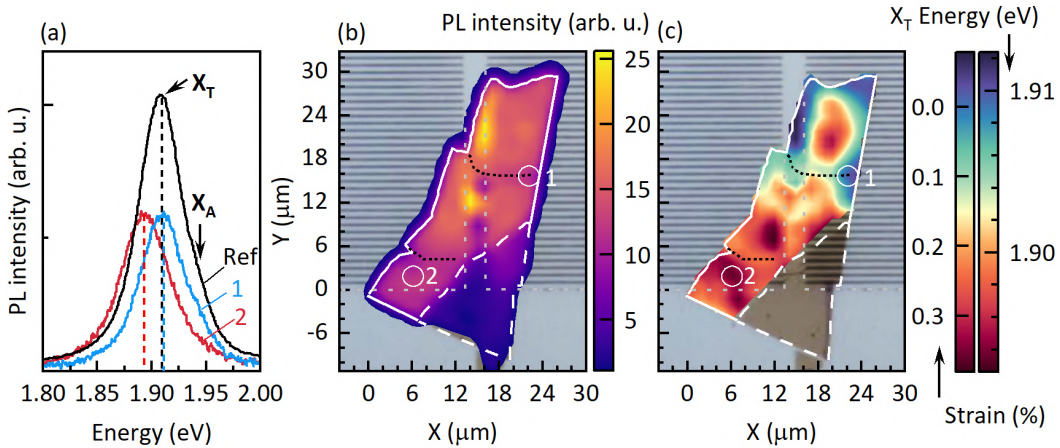 (a)
PL intensity (arb. u.)
X_T
X_A
Ref
1
2
1.80 1.85 1.90 1.95 2.00
Energy (eV)
PL intensity (arb. u.)
(b)
Y (μm)
30
24
18
12
6
0
-6
1
2
0 6 12 18 24 30
X (μm)
(c)
25
20
15
10
5
1
2
0 6 12 18 24 30
X (μm)
X_T Energy (eV)
0.0
0.1
0.2
0.3
1.91
1.90
Strain (%)